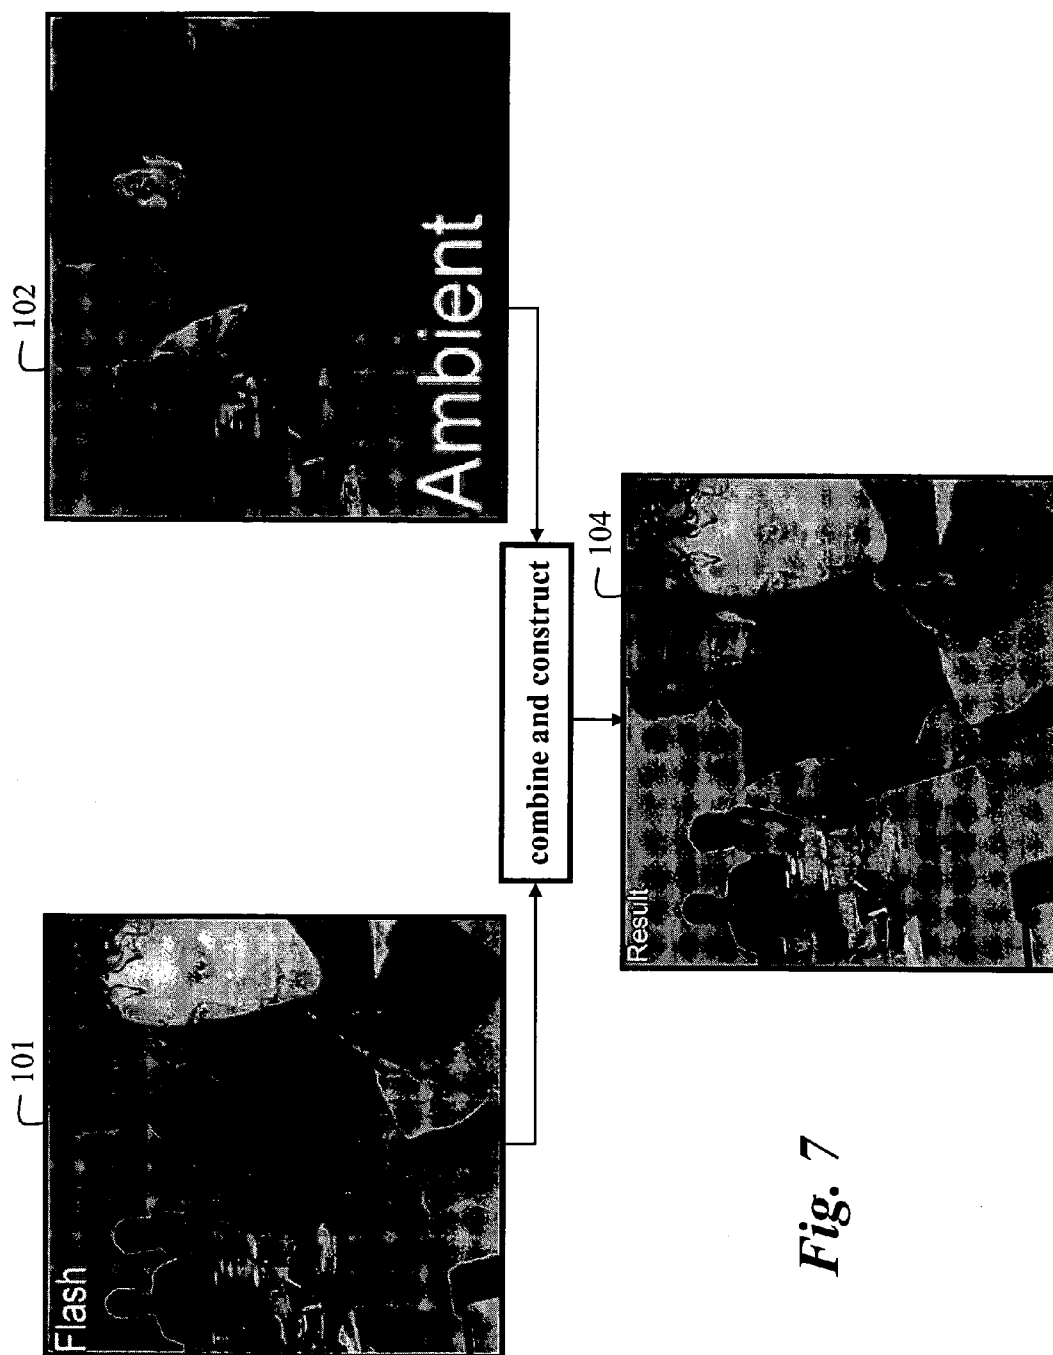 101
Flash
102
Ambient
combine and construct
104
Result
Fig. 7